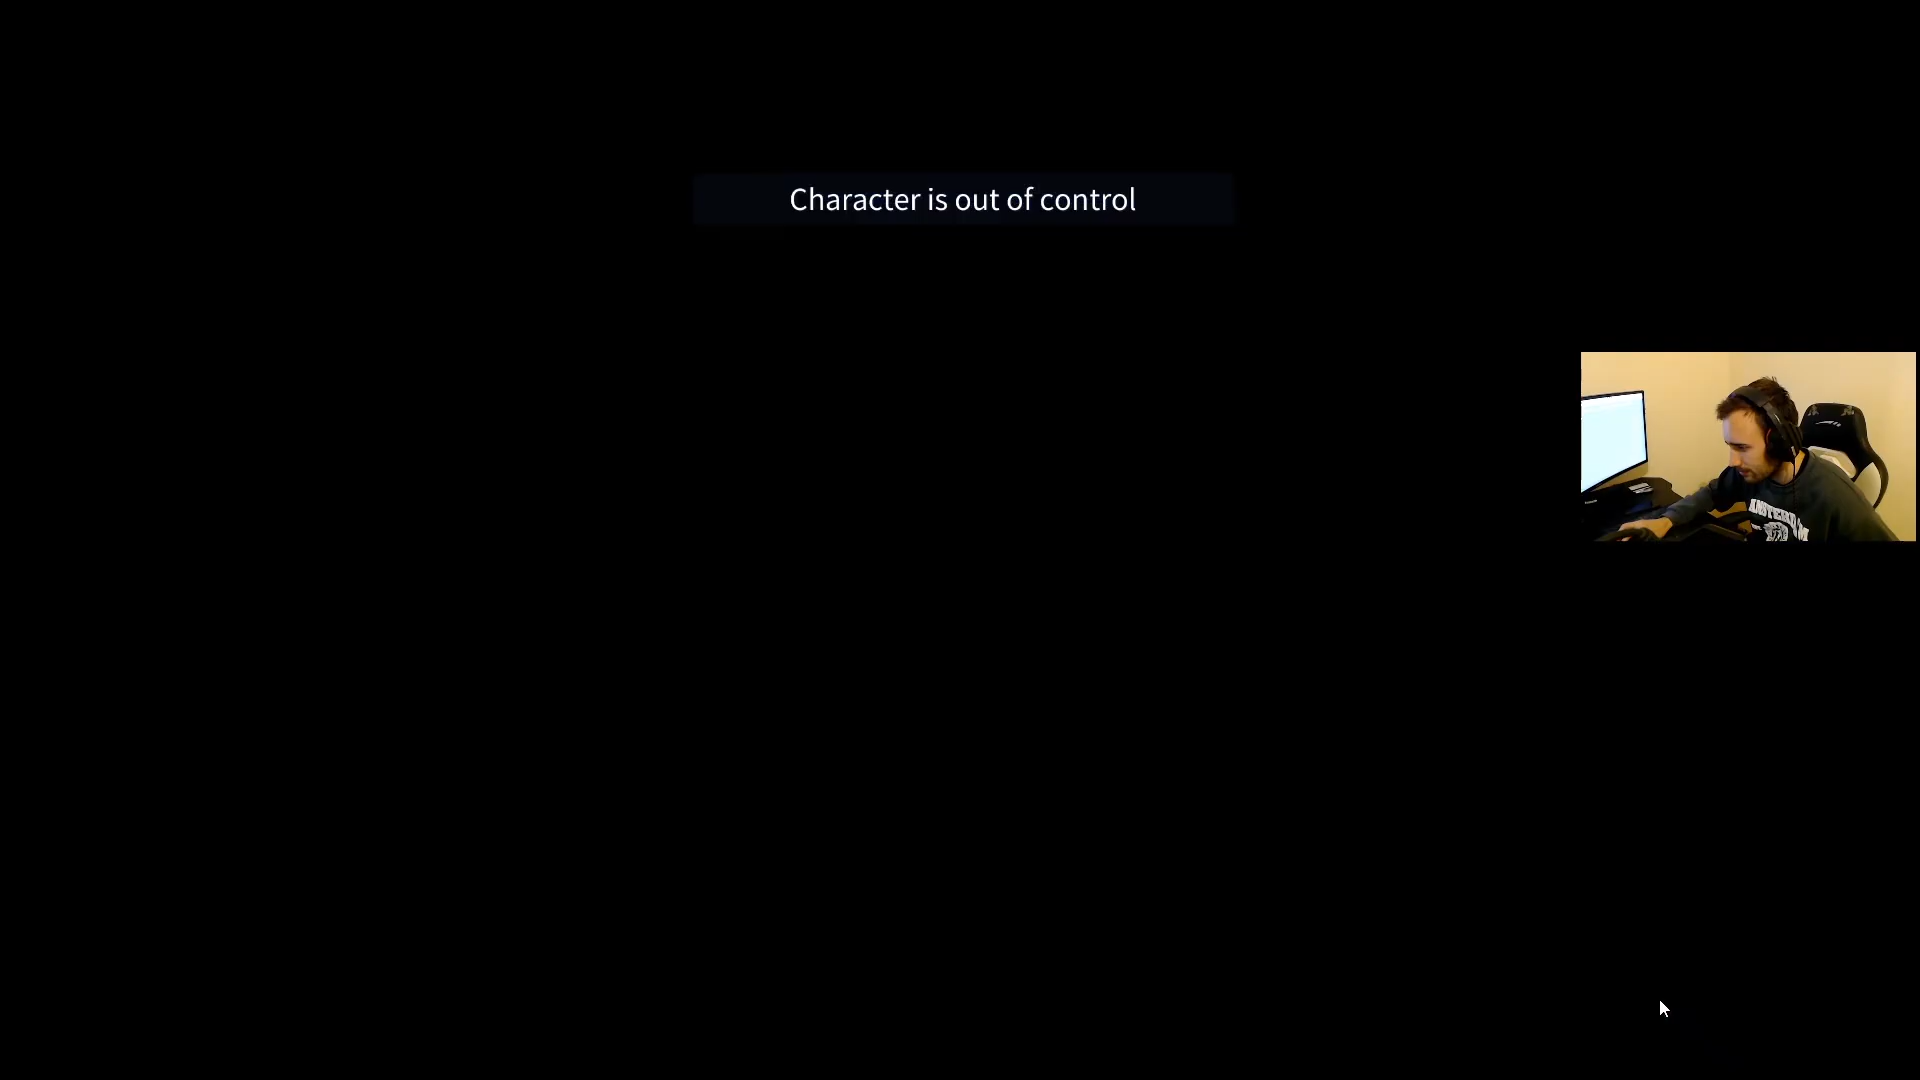 Character is out of control